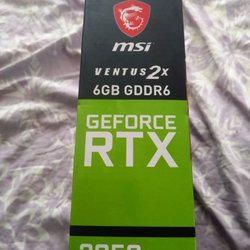 msi
VENTUS 2X
6GB GDDR6
GEFORCE
RTX